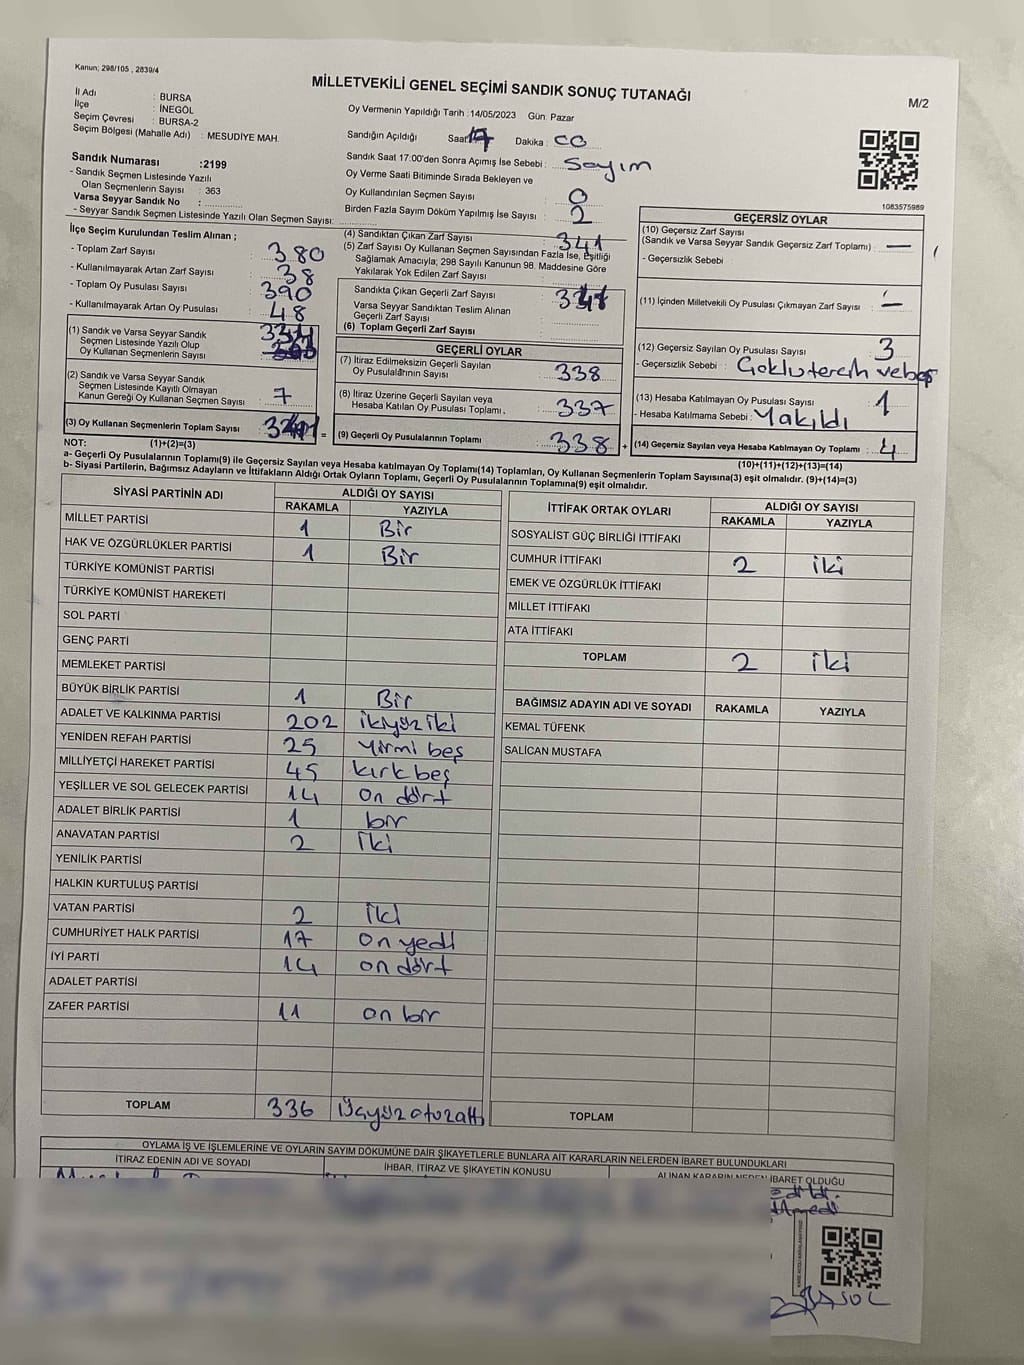 Kanun; 298/105 , 2839/4
MİLLETVEKİLİ GENEL SEÇİMİ SANDIK SONUÇ TUTANAĞI
M/2
İl Adı : BURSA
İlçe : İNEGÖL
Seçim Çevresi : BURSA-2
Seçim Bölgesi (Mahalle Adı) : MESUDİYE MAH.
Oy Vermenin Yapıldığı Tarih : 14/05/2023 Gün: Pazar
Sandığın Açıldığı Saat 17 Dakika : 00
Sandık Saat 17.00'den Sonra Açılmış İse Sebebi : Sayım
Oy Verme Saati Bitiminde Sırada Bekleyen ve
Oy Kullandırılan Seçmen Sayısı 0
Birden Fazla Sayım Döküm Yapılmış İse Sayısı 2
Sandık Numarası :2199
- Sandık Seçmen Listesinde Yazılı
Olan Seçmenlerin Sayısı : 363
Varsa Seyyar Sandık No :
- Seyyar Sandık Seçmen Listesinde Yazılı Olan Seçmen Sayısı:
1083575989
İlçe Seçim Kurulundan Teslim Alınan ;
- Toplam Zarf Sayısı : 380
- Kullanılmayarak Artan Zarf Sayısı : 38
- Toplam Oy Pusulası Sayısı : 390
- Kullanılmayarak Artan Oy Pusulası : 48
(1) Sandık ve Varsa Seyyar Sandık
Seçmen Listesinde Yazılı Olup
Oy Kullanan Seçmenlerin Sayısı
(2) Sandık ve Varsa Seyyar Sandık
Seçmen Listesinde Kayıtlı Olmayan
Kanun Gereği Oy Kullanan Seçmen Sayısı : 7
(3) Oy Kullanan Seçmenlerin Toplam Sayısı :
(4) Sandıktan Çıkan Zarf Sayısı : 341
(5) Zarf Sayısı Oy Kullanan Seçmen Sayısından Fazla İse, Eşitliği
Sağlamak Amacıyla; 298 Sayılı Kanunun 98. Maddesine Göre
Yakılarak Yok Edilen Zarf Sayısı
Sandıkta Çıkan Geçerli Zarf Sayısı
Varsa Seyyar Sandıktan Teslim Alınan
Geçerli Zarf Sayısı
(6) Toplam Geçerli Zarf Sayısı
GEÇERLİ OYLAR
(7) İtiraz Edilmeksizin Geçerli Sayılan
Oy Pusulalarının Sayısı : 338
(8) İtiraz Üzerine Geçerli Sayılan veya
Hesaba Katılan Oy Pusulası Toplamı . 337
= (9) Geçerli Oy Pusulalarının Toplamı : 338 +
GEÇERSİZ OYLAR
(10) Geçersiz Zarf Sayısı
(Sandık ve Varsa Seyyar Sandık Geçersiz Zarf Toplamı) : —
- Geçersizlik Sebebi :
(11) İçinden Milletvekili Oy Pusulası Çıkmayan Zarf Sayısı : —
(12) Geçersiz Sayılan Oy Pusulası Sayısı : 3
- Geçersizlik Sebebi :
(13) Hesaba Katılmayan Oy Pusulası Sayısı : 1
- Hesaba Katılmama Sebebi : Yakıldı
(14) Geçersiz Sayılan veya Hesaba Katılmayan Oy Toplamı : 4
NOT: (1)+(2)=(3)
(10)+(11)+(12)+(13)=(14)
a- Geçerli Oy Pusulalarının Toplamı(9) ile Geçersiz Sayılan veya Hesaba katılmayan Oy Toplamı(14) Toplamları, Oy Kullanan Seçmenlerin Toplam Sayısına(3) eşit olmalıdır. (9)+(14)=(3)
b- Siyasi Partilerin, Bağımsız Adayların ve İttifakların Aldığı Ortak Oyların Toplamı, Geçerli Oy Pusulalarının Toplamına(9) eşit olmalıdır.
SİYASİ PARTİNİN ADI ALDIĞI OY SAYISI
RAKAMLA YAZIYLA
MİLLET PARTİSİ 1 Bir
HAK VE ÖZGÜRLÜKLER PARTİSİ 1 Bir
TÜRKİYE KOMÜNİST PARTİSİ
TÜRKİYE KOMÜNİST HAREKETİ
SOL PARTİ
GENÇ PARTİ
MEMLEKET PARTİSİ
BÜYÜK BİRLİK PARTİSİ 1 Bir
ADALET VE KALKINMA PARTİSİ 202 ikiyüz iki
YENİDEN REFAH PARTİSİ 25 Yirmi beş
MİLLİYETÇİ HAREKET PARTİSİ 45 kırk beş
YEŞİLLER VE SOL GELECEK PARTİSİ 14 On dört
ADALET BİRLİK PARTİSİ 1 bir
ANAVATAN PARTİSİ 2 İki
YENİLİK PARTİSİ
HALKIN KURTULUŞ PARTİSİ
VATAN PARTİSİ 2 iki
CUMHURİYET HALK PARTİSİ 17 On yedi
İYİ PARTİ 14 on dört
ADALET PARTİSİ
ZAFER PARTİSİ 11 on bir
TOPLAM 336 Üçyüz otuzaltı
İTTİFAK ORTAK OYLARI ALDIĞI OY SAYISI
RAKAMLA YAZIYLA
SOSYALİST GÜÇ BİRLİĞİ İTTİFAKI
CUMHUR İTTİFAKI 2 iki
EMEK VE ÖZGÜRLÜK İTTİFAKI
MİLLET İTTİFAKI
ATA İTTİFAKI
TOPLAM 2 iki
BAĞIMSIZ ADAYIN ADI VE SOYADI RAKAMLA YAZIYLA
KEMAL TÜFENK
SALİCAN MUSTAFA
TOPLAM
OYLAMA İŞ VE İŞLEMLERİNE VE OYLARIN SAYIM DÖKÜMÜNE DAİR ŞİKAYETLERLE BUNLARA AİT KARARLARIN NELERDEN İBARET BULUNDUKLARI
İTİRAZ EDENİN ADI VE SOYADI İHBAR, İTİRAZ VE ŞİKAYETİN KONUSU ALINAN KARARIN NEDEN İBARET OLDUĞU